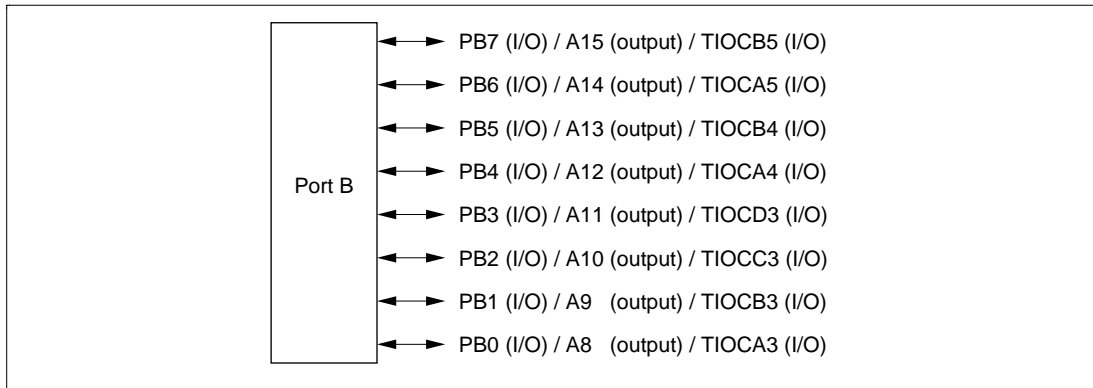 PB7 (I/O) / A15 (output) / TIOCB5 (I/O)
PB6 (I/O) / A14 (output) / TIOCA5 (I/O)
PB5 (I/O) / A13 (output) / TIOCB4 (I/O)
PB4 (I/O) / A12 (output) / TIOCA4 (I/O)
Port B
PB3 (I/O) / A11 (output) / TIOCD3 (I/O)
PB2 (I/O) / A10 (output) / TIOCC3 (I/O)
PB1 (I/O) / A9 (output) / TIOCB3 (I/O)
PB0 (I/O) / A8 (output) / TIOCA3 (I/O)